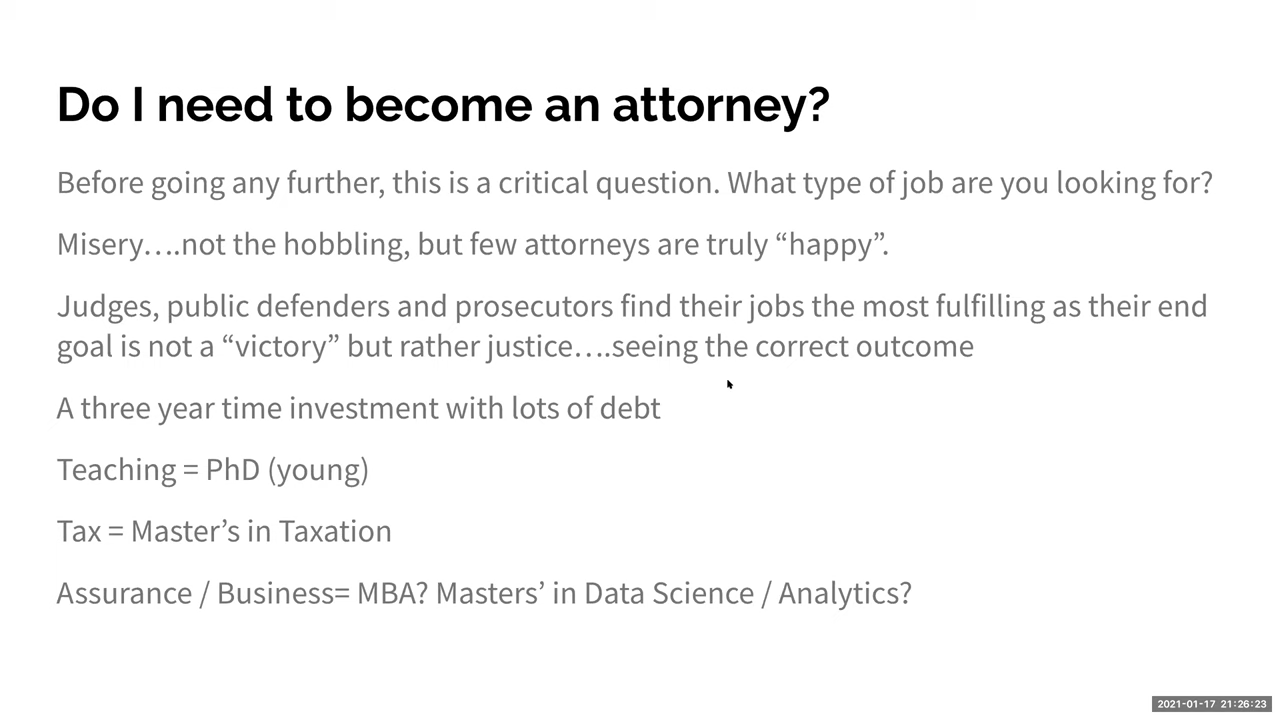 Do I need to become an attorney?
Before going any further, this is a critical question. What type of job are you looking for?
Misery….not the hobbling, but few attorneys are truly “happy”.
Judges, public defenders and prosecutors find their jobs the most fulfilling as their end
goal is not a “victory” but rather justice….seeing the correct outcome
A three year time investment with lots of debt
Teaching = PhD (young)
Tax = Master’s in Taxation
Assurance / Business= MBA? Masters’ in Data Science / Analytics?
2021-01-17 21:26:23